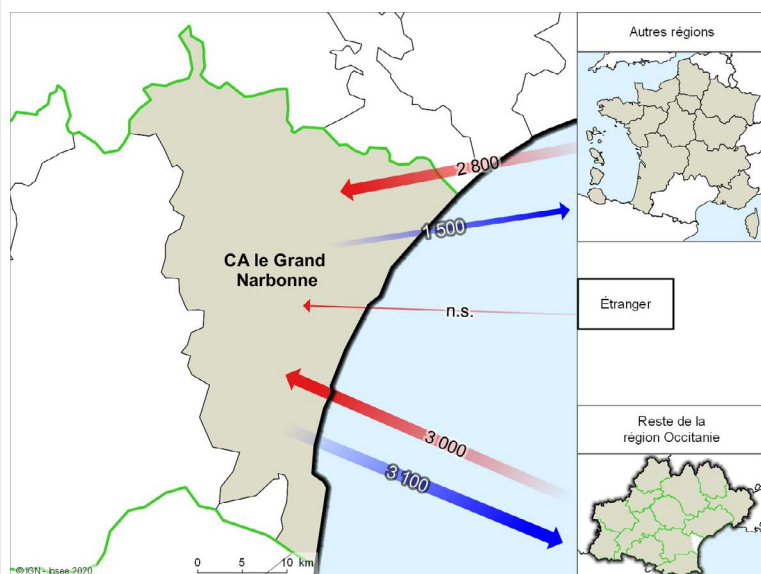 Autres régions
2 800
1 500
CA le Grand
Narbonne
n.s.
Étranger
3 000
3 100
Reste de la
région Occitanie
0 5 10 km
© IGN - Insee 2020